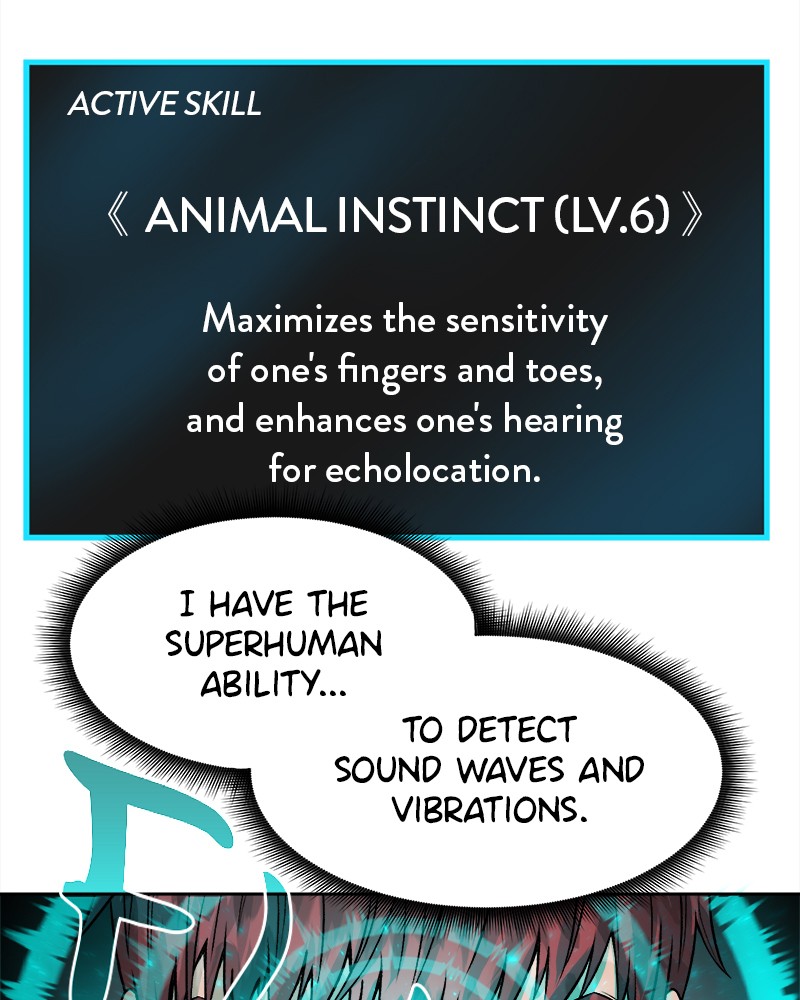 ACTIVE SKILL
《 ANIMAL INSTINCT (LV.6) 》
Maximizes the sensitivity
of one's fingers and toes,
and enhances one's hearing
for echolocation.
I HAVE THE
SUPERHUMAN
ABILITY...
TO DETECT
SOUND WAVES AND
VIBRATIONS.